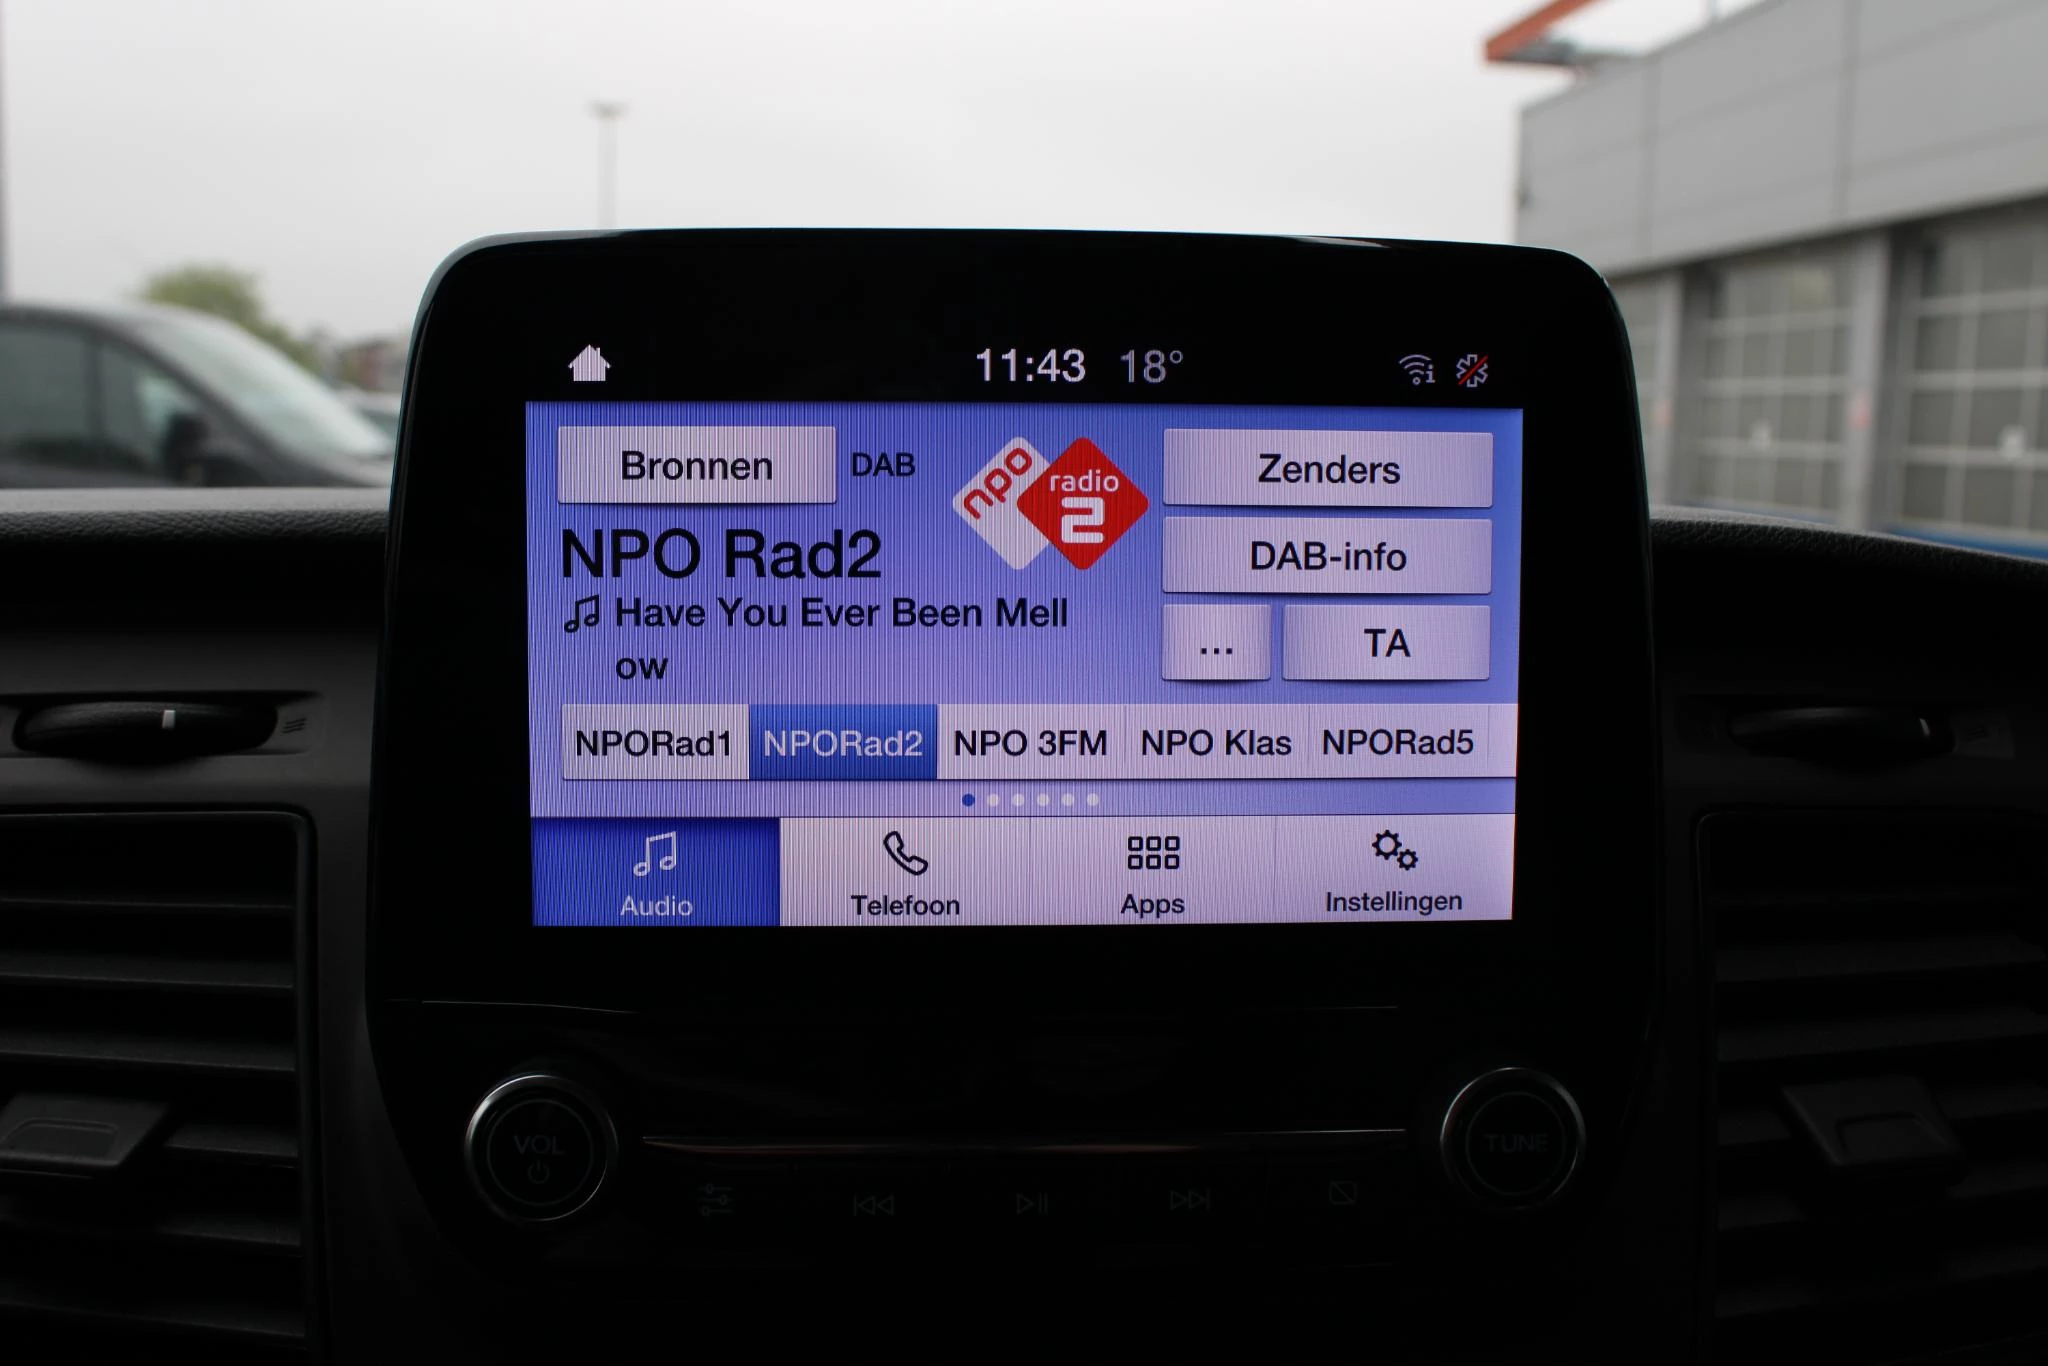 11:43 18°
Bronnen DAB
npo radio 2
Zenders
NPO Rad2
DAB-info
Have You Ever Been Mell
ow
... TA
NPORad1 NPORad2 NPO 3FM NPO Klas NPORad5
Audio Telefoon Apps Instellingen
VOL TUNE